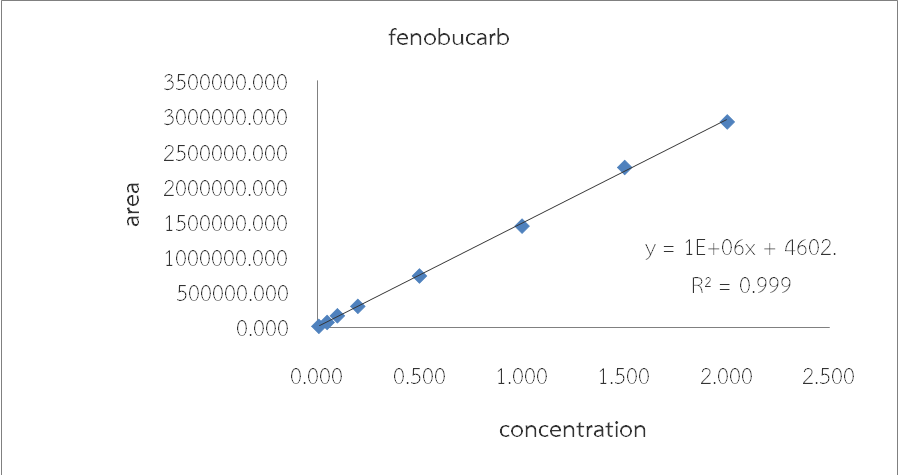 fenobucarb
3500000.000
3000000.000
2500000.000
2000000.000
1500000.000
1000000.000
500000.000
0.000
area
y = 1E+06x + 4602.
R² = 0.999
0.000 0.500 1.000 1.500 2.000 2.500
concentration